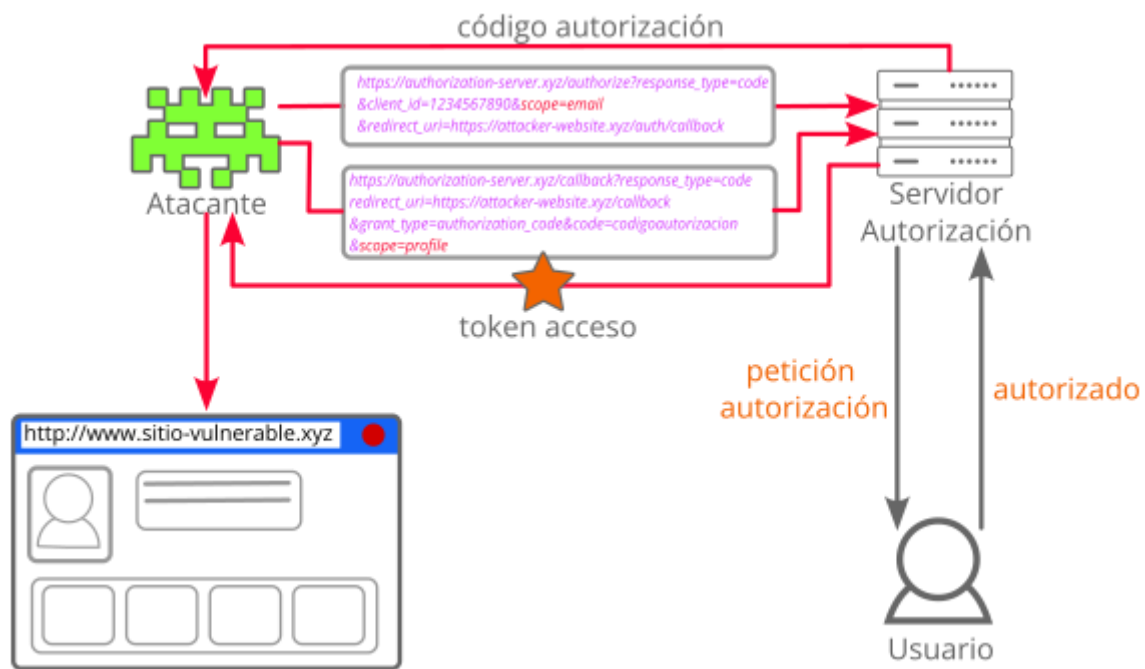 código autorización
https://authorization-server.xyz/authorize?response_type=code
&client_id=1234567890&scope=email
&redirect_uri=https://attacker-website.xyz/auth/callback
Atacante
https://authorization-server.xyz/callback?response_type=code
redirect_uri=https://attacker-website.xyz/callback
&grant_type=authorization_code&code=codigoautorizacion
&scope=profile
Servidor
Autorización
token acceso
petición
autorización
autorizado
http://www.sitio-vulnerable.xyz
Usuario